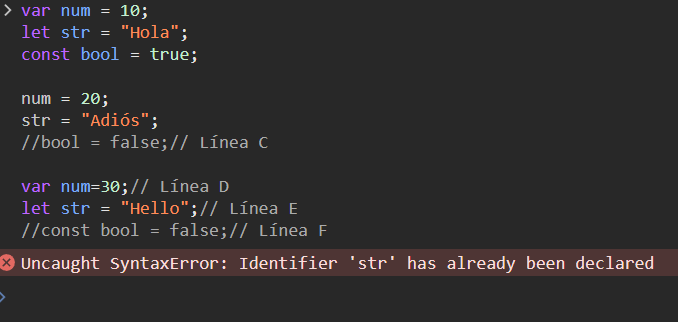 var num = 10;
let str = "Hola";
const bool = true;
num = 20;
str = "Adiós";
//bool = false;// Línea C
var num=30;// Línea D
let str = "Hello";// Línea E
//const bool = false;// Línea F
Uncaught SyntaxError: Identifier 'str' has already been declared